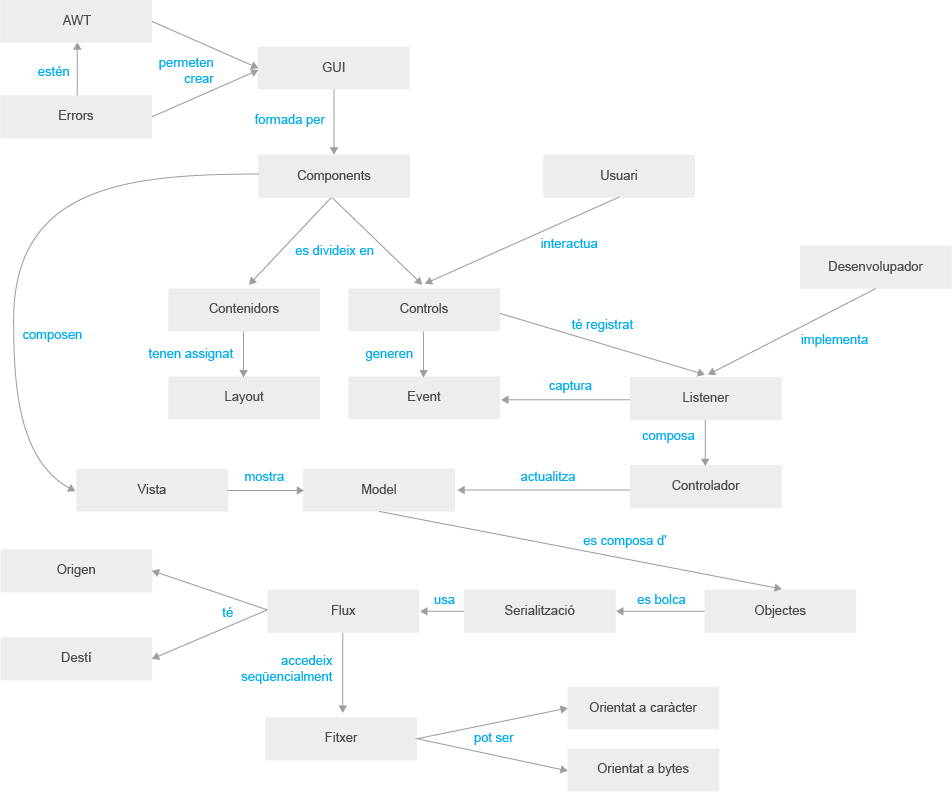 AWT
estén
permeten
crear
GUI
Errors
formada per
Components
Usuari
es divideix en
interactua
Desenvolupador
composen
Contenidors
Controls
té registrat
implementa
tenen assignat
generen
Layout
Event
captura
Listener
composa
Vista
mostra
Model
actualitza
Controlador
es composa d'
Origen
té
Flux
usa
Serialització
es bolca
Objectes
Destí
accedeix
seqüencialment
Fitxer
pot ser
Orientat a caràcter
Orientat a bytes